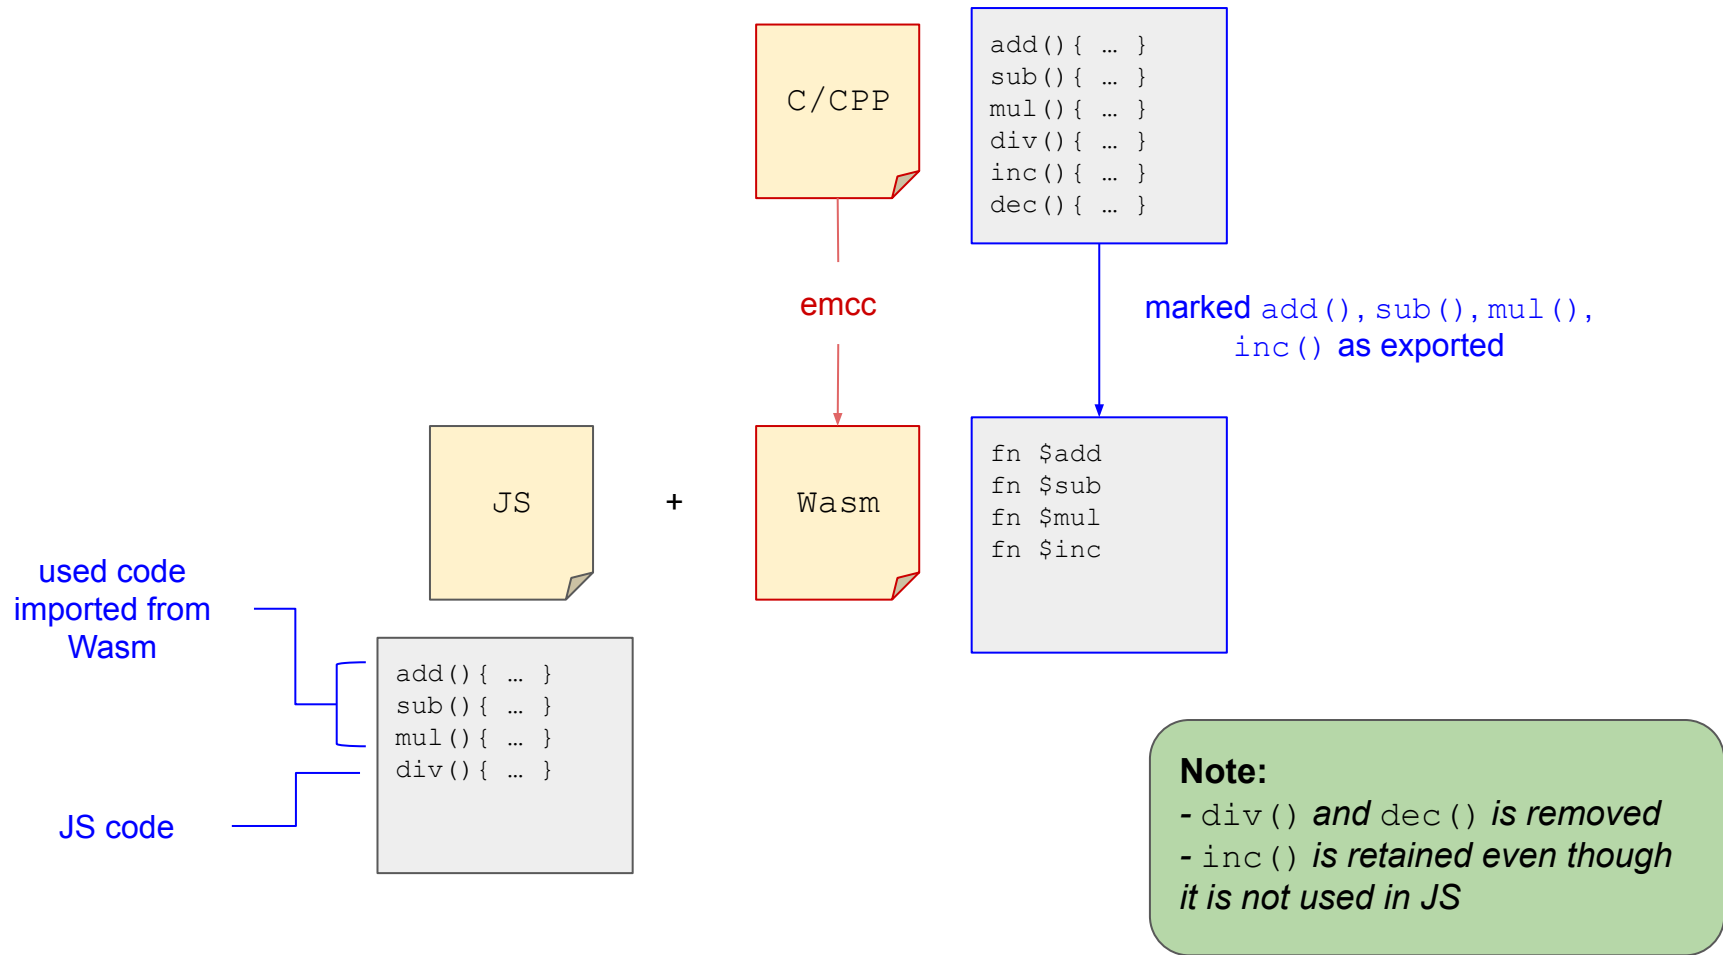 C/CPP
add(){ … }
sub(){ … }
mul(){ … }
div(){ … }
inc(){ … }
dec(){ … }
emcc
marked add(), sub(), mul(),
inc() as exported
JS
+
Wasm
fn $add
fn $sub
fn $mul
fn $inc
used code
imported from
Wasm
add(){ … }
sub(){ … }
mul(){ … }
div(){ … }
JS code
Note:
- div() and dec() is removed
- inc() is retained even though
it is not used in JS